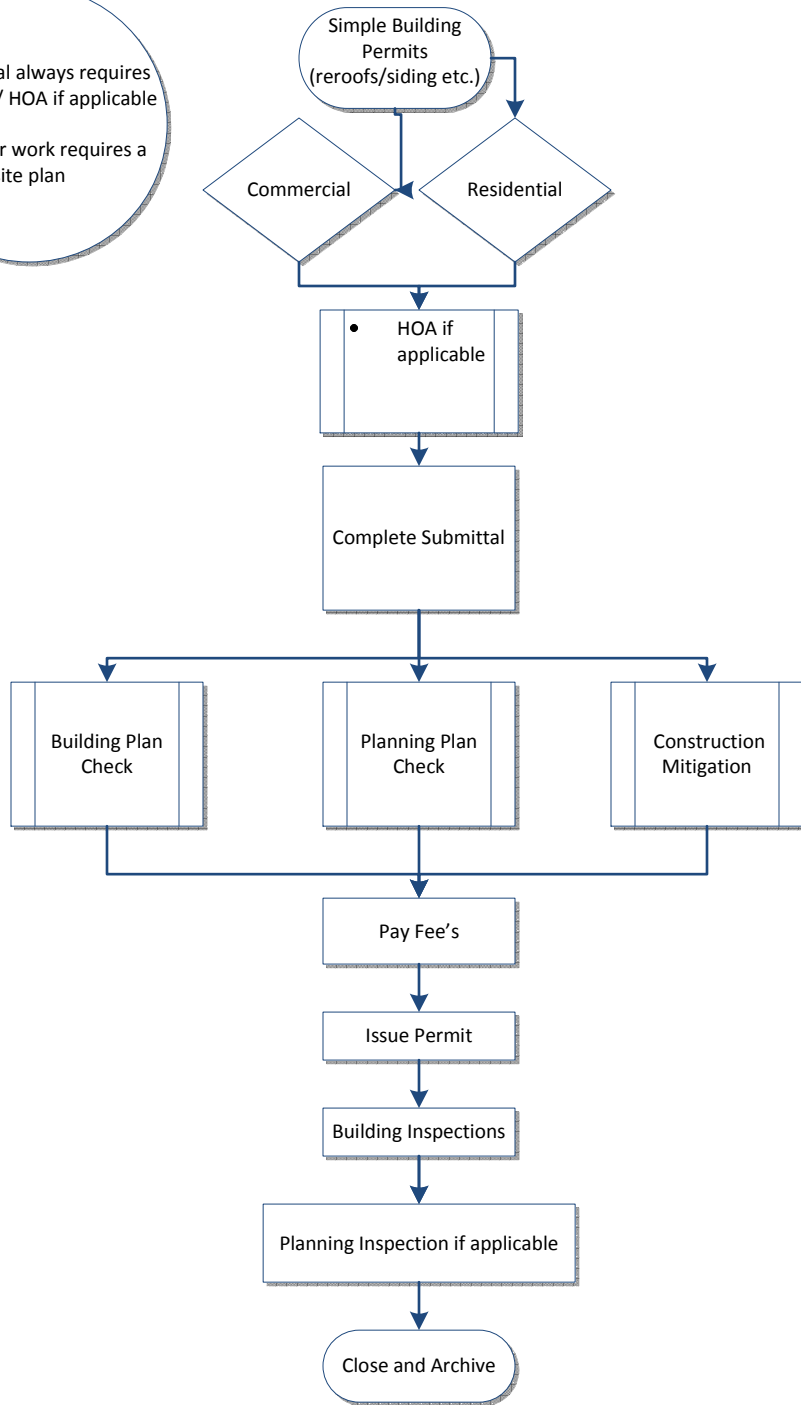 al always requires
/ HOA if applicable
r work requires a
ite plan
Simple Building
Permits
(reroofs/siding etc.)
Commercial
Residential
• HOA if
applicable
Complete Submittal
Building Plan
Check
Planning Plan
Check
Construction
Mitigation
Pay Fee’s
Issue Permit
Building Inspections
Planning Inspection if applicable
Close and Archive